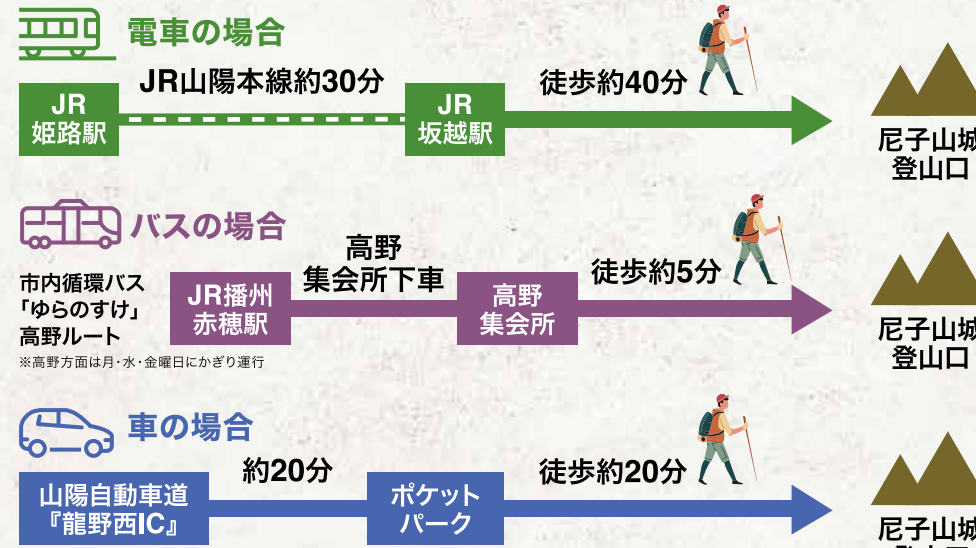 電車の場合
JR山陽本線約30分
徒歩約40分
JR
姫路駅
JR
坂越駅
尼子山城
登山口
バスの場合
市内循環バス
「ゆらのすけ」
高野ルート
※高野方面は月・水・金曜日にかぎり運行
JR播州
赤穂駅
高野
集会所下車
高野
集会所
徒歩約5分
尼子山城
登山口
車の場合
約20分
徒歩約20分
山陽自動車道
『龍野西IC』
ポケット
パーク
尼子山城